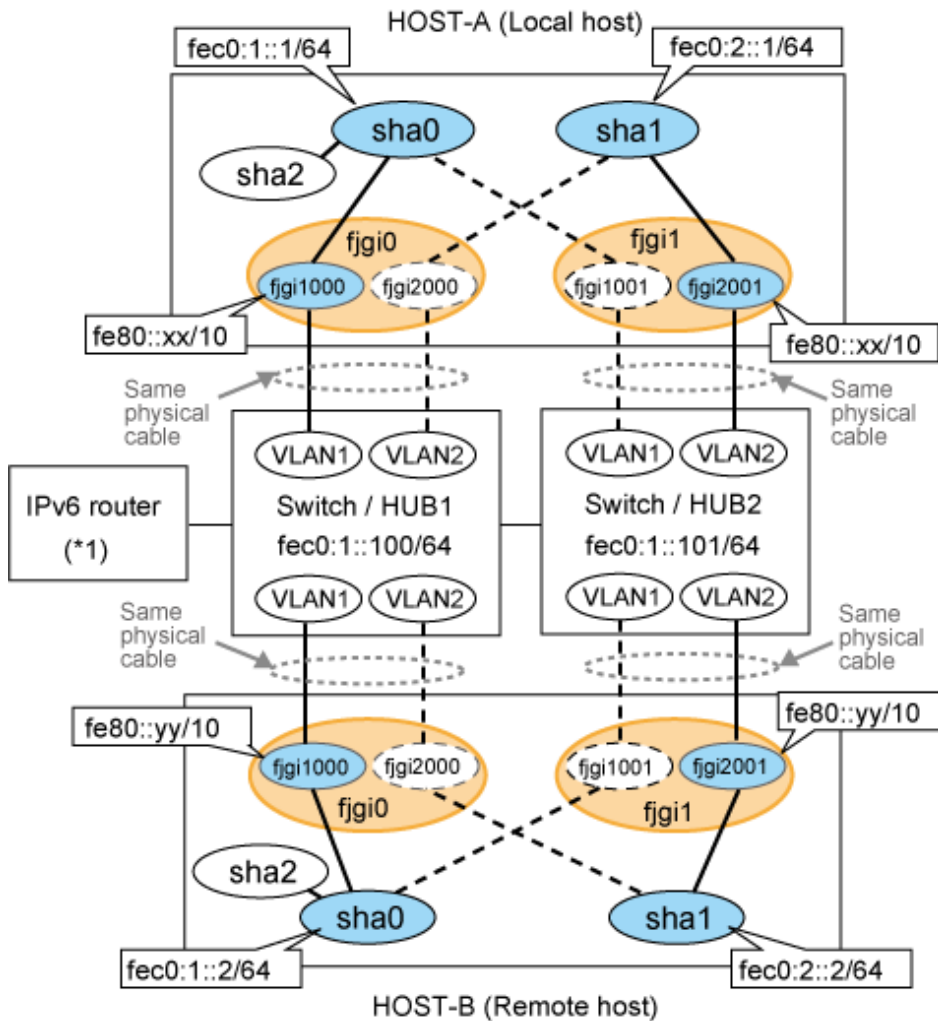 HOST-A (Local host)
fec0:1::1/64
fec0:2::1/64
sha0
sha1
sha2
fjgi0
fjgi1
fjgi1000
fjgi2000
fjgi1001
fjgi2001
fe80::xx/10
fe80::xx/10
Same
physical
cable
Same
physical
cable
VLAN1
VLAN2
VLAN1
VLAN2
IPv6 router
(*1)
Switch / HUB1
fec0:1::100/64
Switch / HUB2
fec0:1::101/64
VLAN1
VLAN2
VLAN1
VLAN2
Same
physical
cable
Same
physical
cable
fe80::yy/10
fe80::yy/10
fjgi1000
fjgi2000
fjgi1001
fjgi2001
fjgi0
fjgi1
sha2
sha0
sha1
fec0:1::2/64
fec0:2::2/64
HOST-B (Remote host)